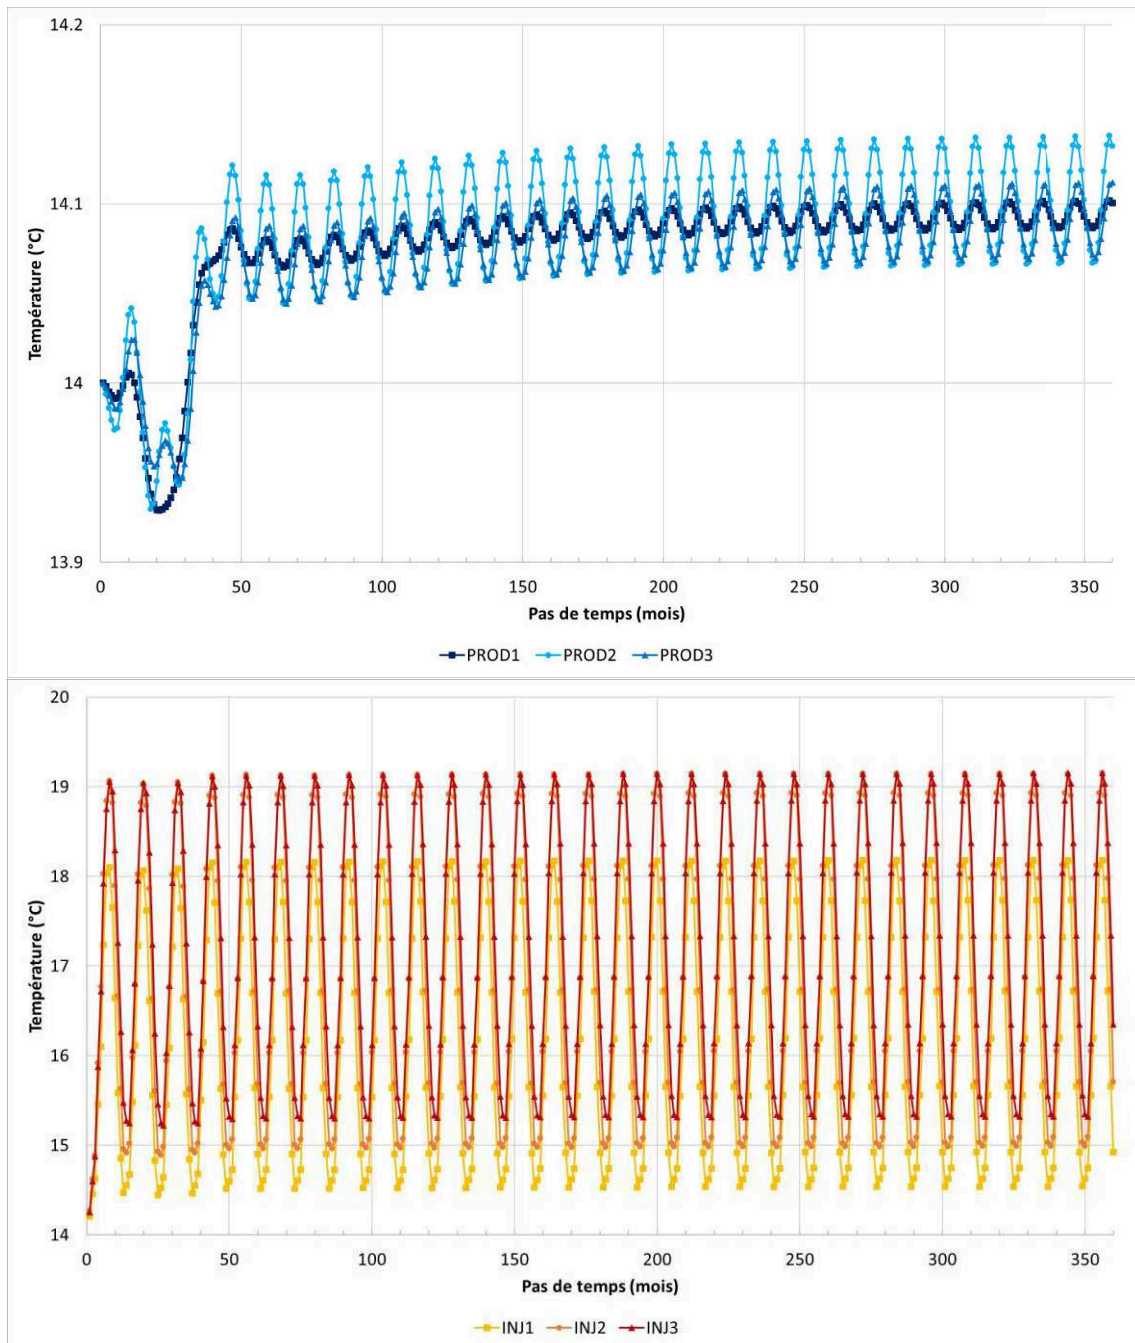 14.2
14.1
14
13.9
Température (°C)
0 50 100 150 200 250 300 350
Pas de temps (mois)
PROD1 PROD2 PROD3
20
19
18
17
16
15
14
Température (°C)
0 50 100 150 200 250 300 350
Pas de temps (mois)
INJ1 INJ2 INJ3